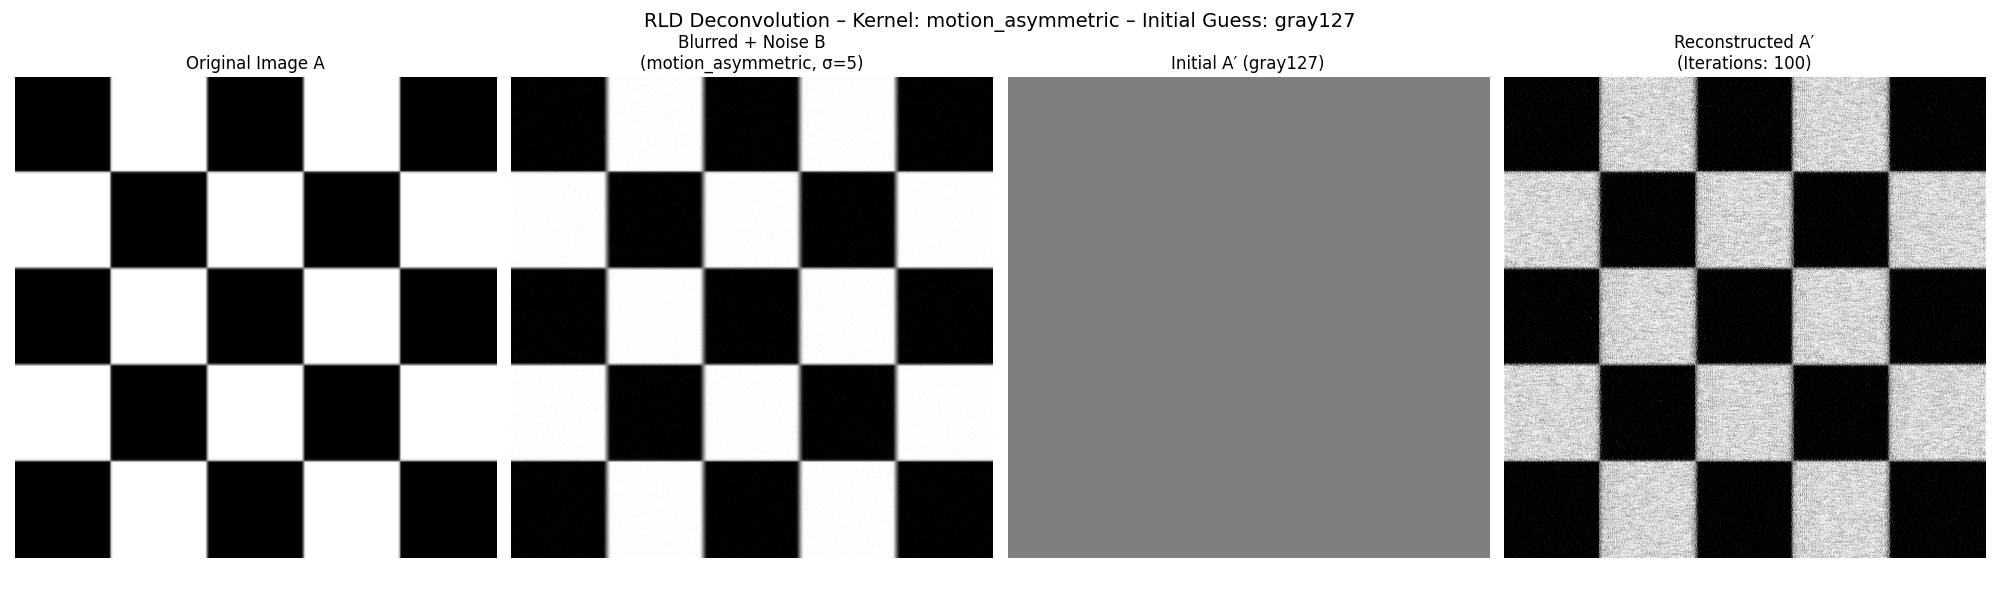 RLD Deconvolution – Kernel: motion_asymmetric – Initial Guess: gray127
Original Image A
Blurred + Noise B
(motion_asymmetric, σ=5)
Initial A′ (gray127)
Reconstructed A′
(Iterations: 100)